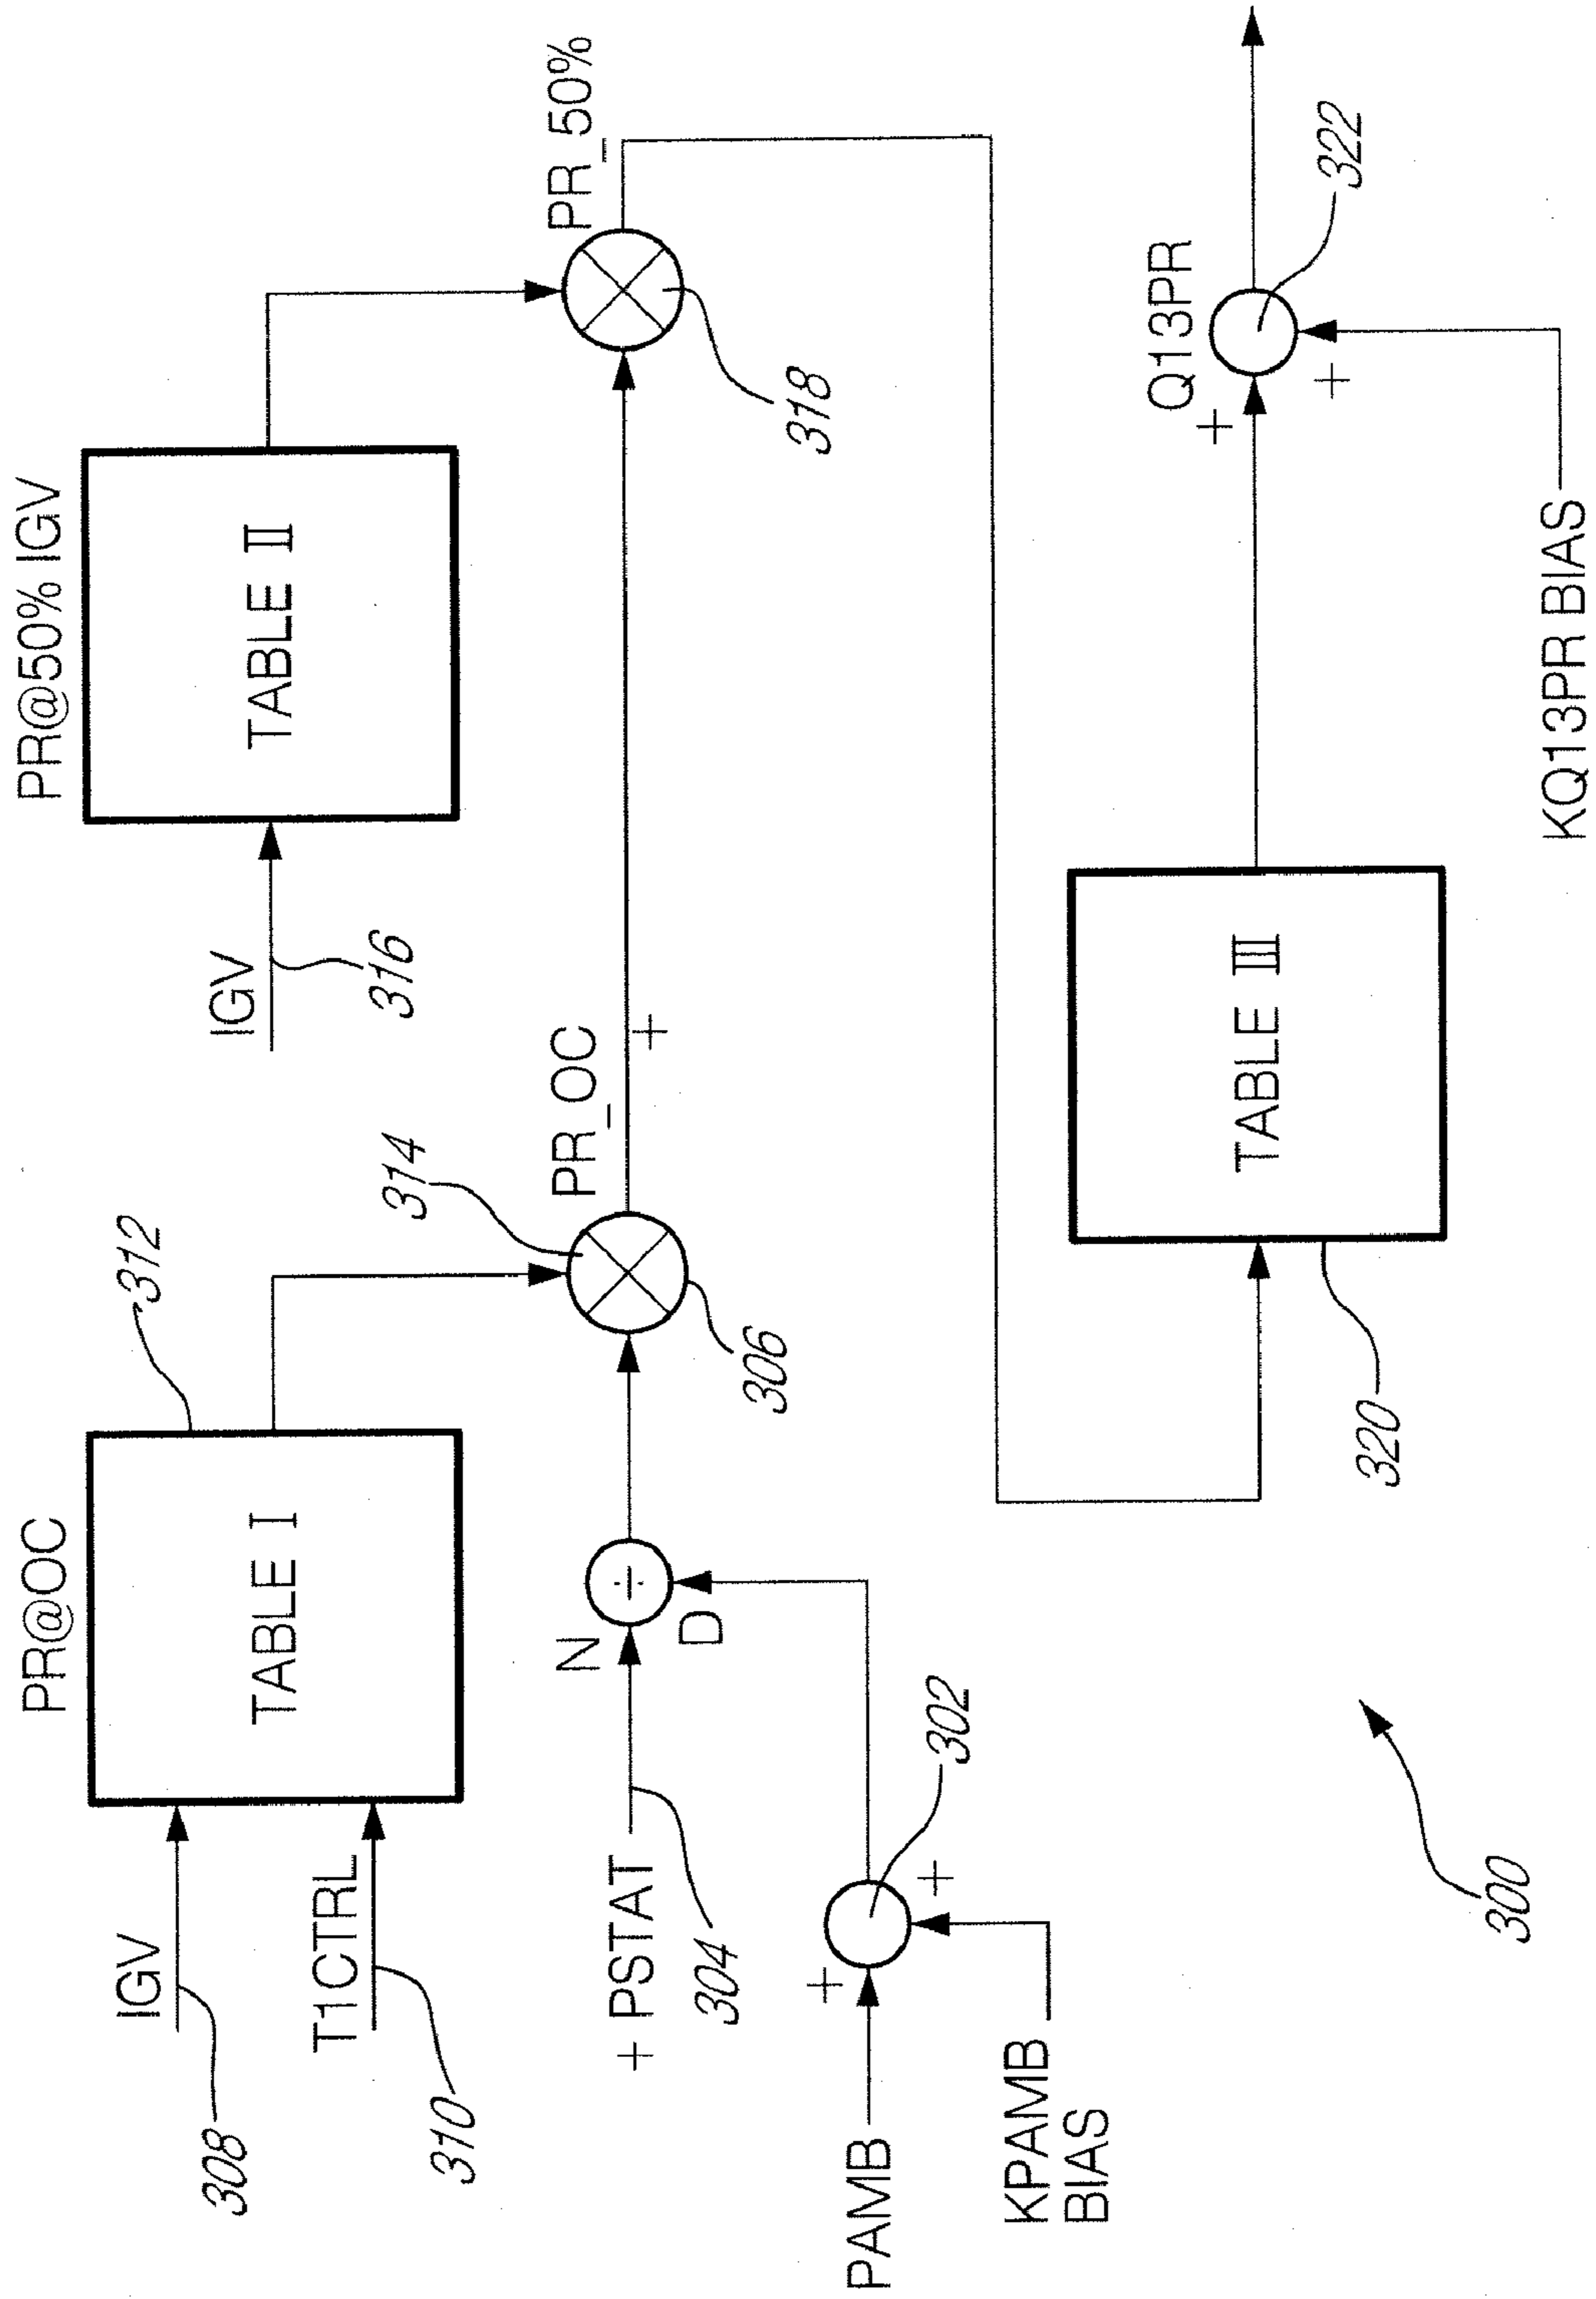 PR@OC
TABLE I
312
IGV
308
T1CTRL
310
314
306
PR_OC
+
+ PSTAT
304
N
÷
D
PAMB
+
+
302
KPAMB
BIAS
PR@50% IGV
TABLE II
IGV
316
PR_50%
318
TABLE III
320
Q13PR
+
+
322
KQ13PR BIAS
300